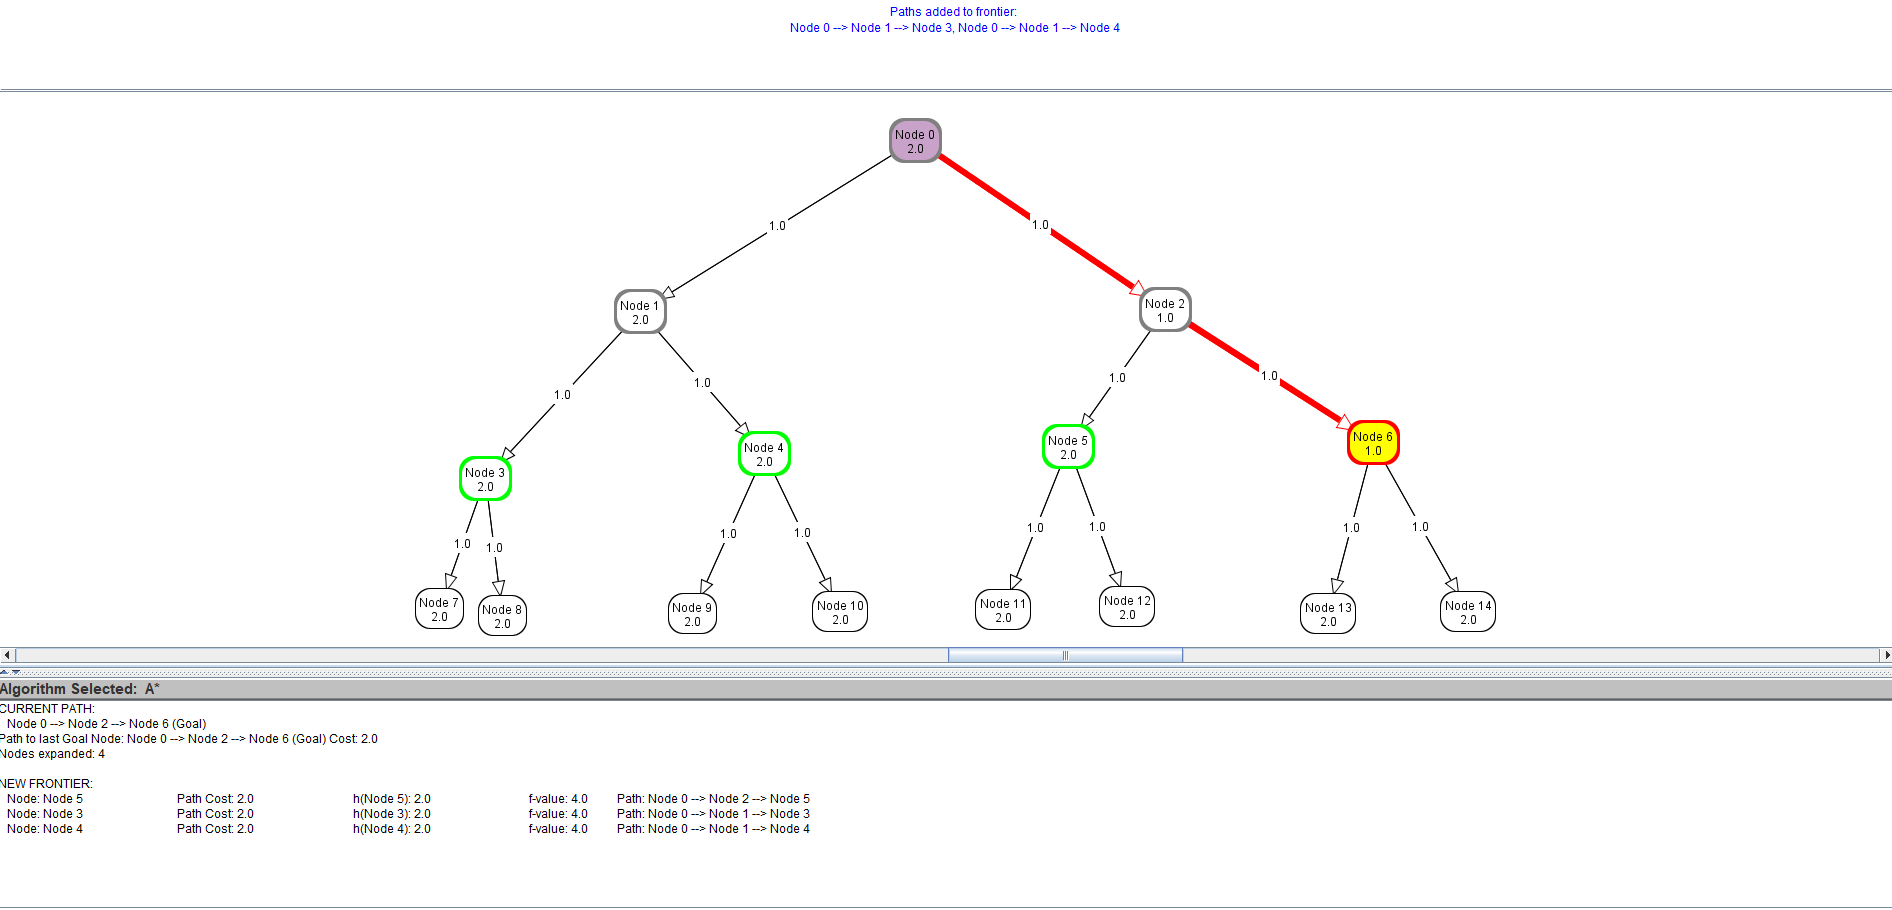 Paths added to frontier:
Node 0 --> Node 1 --> Node 3, Node 0 --> Node 1 --> Node 4
Node 0
2.0
1.0
1.0
Node 1
2.0
Node 2
1.0
1.0
1.0
1.0
1.0
Node 3
2.0
Node 4
2.0
Node 5
2.0
Node 6
1.0
1.0
1.0
1.0
1.0
1.0
1.0
1.0
1.0
Node 7
2.0
Node 8
2.0
Node 9
2.0
Node 10
2.0
Node 11
2.0
Node 12
2.0
Node 13
2.0
Node 14
2.0
Algorithm Selected: A*
CURRENT PATH:
Node 0 --> Node 2 --> Node 6 (Goal)
Path to last Goal Node: Node 0 --> Node 2 --> Node 6 (Goal) Cost: 2.0
Nodes expanded: 4
NEW FRONTIER:
Node: Node 5 Path Cost: 2.0 h(Node 5): 2.0 f-value: 4.0 Path: Node 0 --> Node 2 --> Node 5
Node: Node 3 Path Cost: 2.0 h(Node 3): 2.0 f-value: 4.0 Path: Node 0 --> Node 1 --> Node 3
Node: Node 4 Path Cost: 2.0 h(Node 4): 2.0 f-value: 4.0 Path: Node 0 --> Node 1 --> Node 4